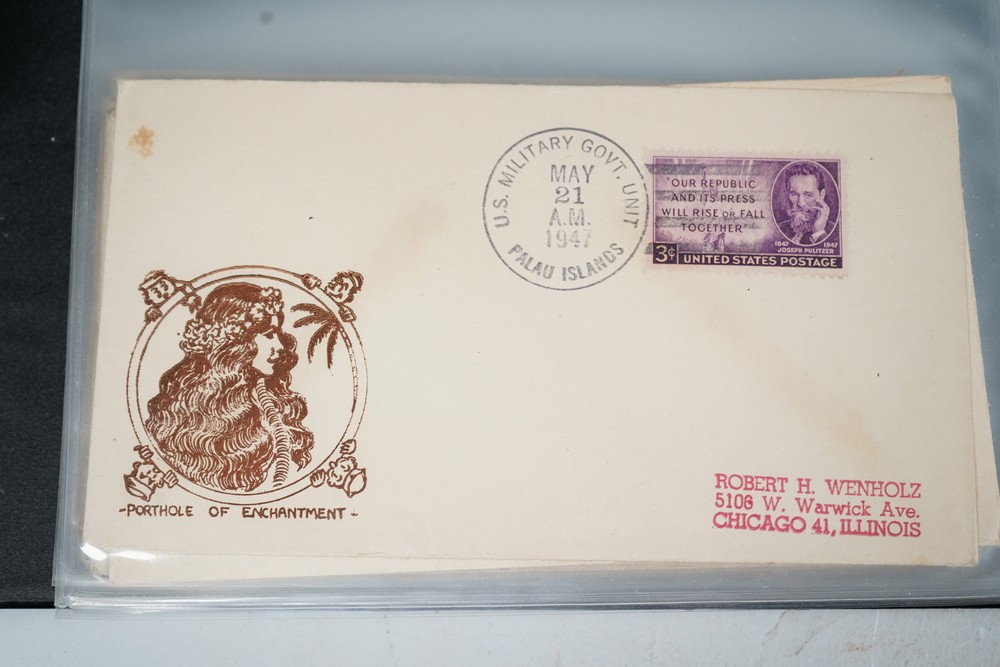 U.S. MILITARY GOVT. UNIT
MAY
21
A.M.
1947
PALAU ISLANDS
"OUR REPUBLIC
AND ITS PRESS
WILL RISE OR FALL
TOGETHER"
1847 1947
JOSEPH PULITZER
3¢ UNITED STATES POSTAGE
-PORTHOLE OF ENCHANTMENT-
ROBERT H. WENHOLZ
5106 W. Warwick Ave.
CHICAGO 41, ILLINOIS